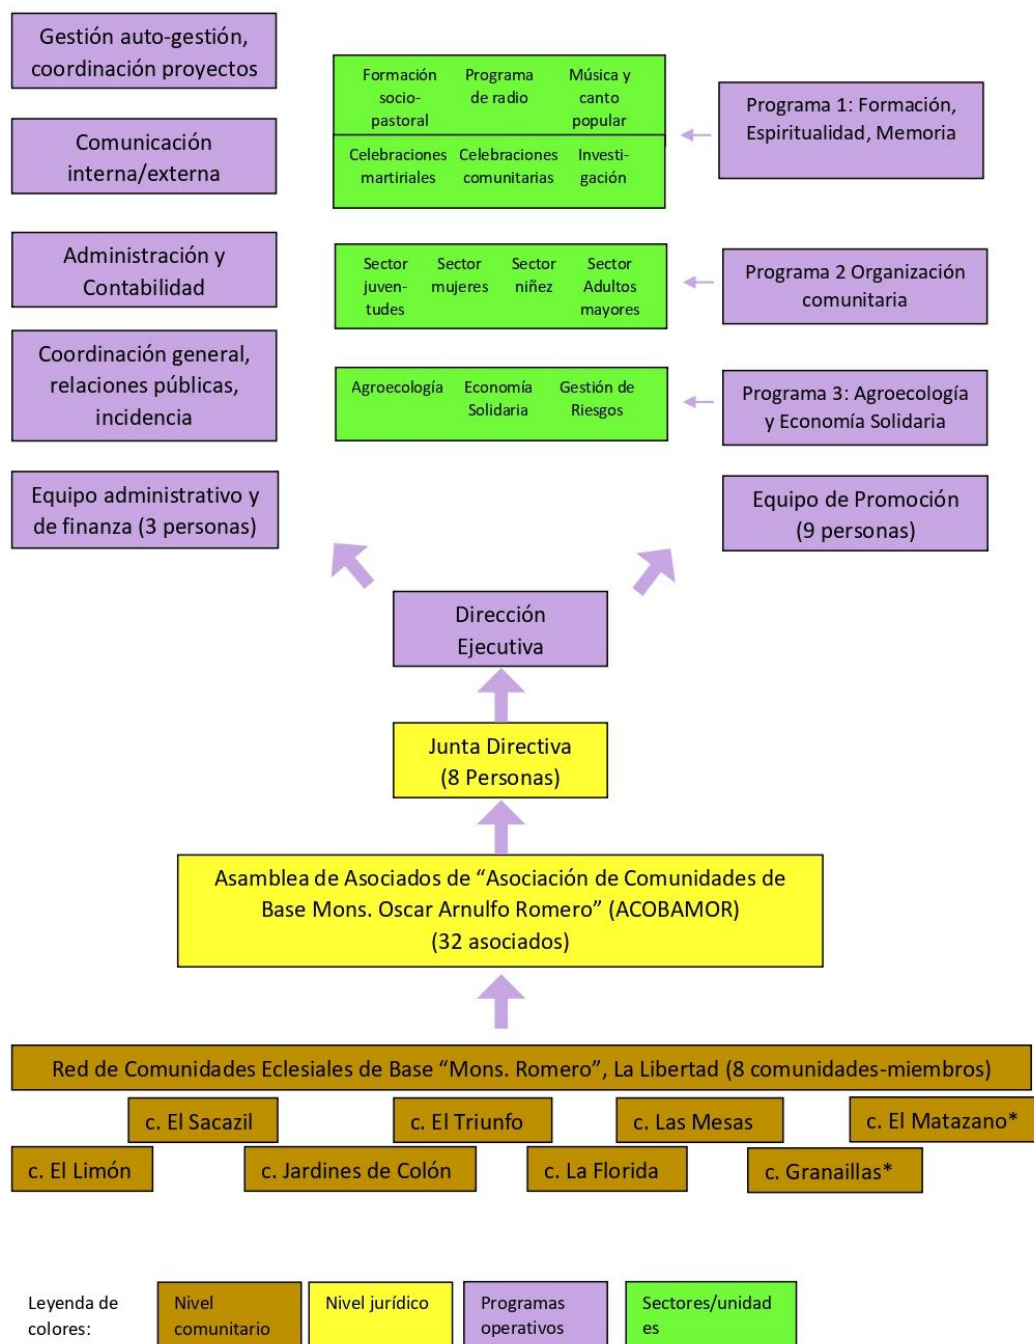 Gestión auto-gestión,
coordinación proyectos
Comunicación
interna/externa
Administración y
Contabilidad
Coordinación general,
relaciones públicas,
incidencia
Equipo administrativo y
de finanza (3 personas)
Formación
socio-
pastoral
Programa
de radio
Música y
canto
popular
Celebraciones
martiriales
Celebraciones
comunitarias
Investi-
gación
Programa 1: Formación,
Espiritualidad, Memoria
Sector
juven-
tudes
Sector
mujeres
Sector
niñez
Sector
Adultos
mayores
Programa 2 Organización
comunitaria
Agroecología
Economía
Solidaria
Gestión de
Riesgos
Programa 3: Agroecología
y Economía Solidaria
Equipo de Promoción
(9 personas)
Dirección
Ejecutiva
Junta Directiva
(8 Personas)
Asamblea de Asociados de “Asociación de Comunidades de
Base Mons. Oscar Arnulfo Romero” (ACOBAMOR)
(32 asociados)
Red de Comunidades Eclesiales de Base “Mons. Romero”, La Libertad (8 comunidades-miembros)
c. El Sacazil
c. El Triunfo
c. Las Mesas
c. El Matazano*
c. El Limón
c. Jardines de Colón
c. La Florida
c. Granaillas*
Leyenda de
colores:
Nivel
comunitario
Nivel jurídico
Programas
operativos
Sectores/unidad
es